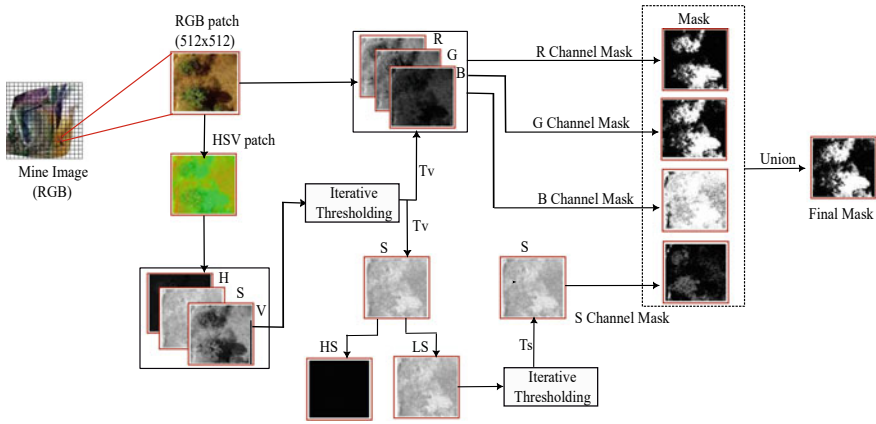 RGB patch
(512x512)
Mine Image
(RGB)
HSV patch
H
S
V
R
G
B
Tv
Iterative
Thresholding
Tv
S
HS
LS
S
Ts
Iterative
Thresholding
R Channel Mask
G Channel Mask
B Channel Mask
S Channel Mask
Mask
Union
Final Mask